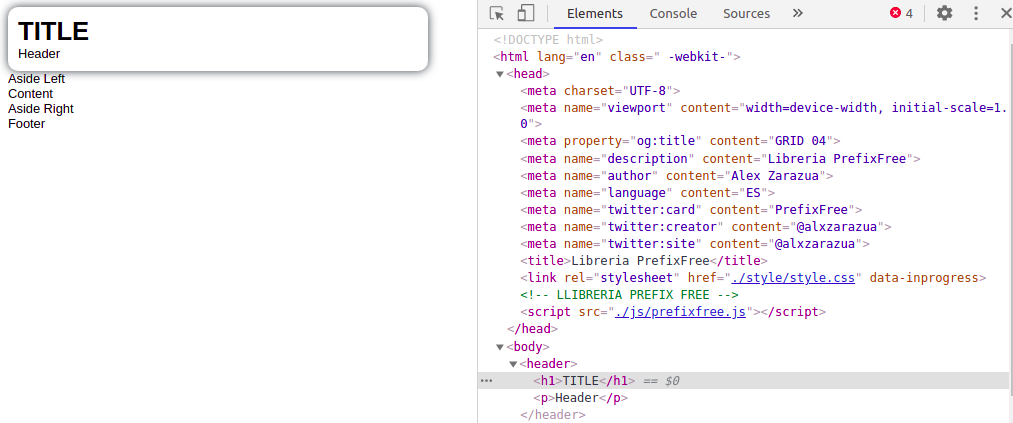 TITLE
Header
Aside Left
Content
Aside Right
Footer
Elements Console Sources » 4
<!DOCTYPE html>
<html lang="en" class=" -webkit-">
<head>
<meta charset="UTF-8">
<meta name="viewport" content="width=device-width, initial-scale=1.
0">
<meta property="og:title" content="GRID 04">
<meta name="description" content="Libreria PrefixFree">
<meta name="author" content="Alex Zarazua">
<meta name="language" content="ES">
<meta name="twitter:card" content="PrefixFree">
<meta name="twitter:creator" content="@alxzarazua">
<meta name="twitter:site" content="@alxzarazua">
<title>Libreria PrefixFree</title>
<link rel="stylesheet" href="./style/style.css" data-inprogress>
<!-- LLIBRERIA PREFIX FREE -->
<script src="./js/prefixfree.js"></script>
</head>
<body>
<header>
<h1>TITLE</h1> == $0
<p>Header</p>
</header>